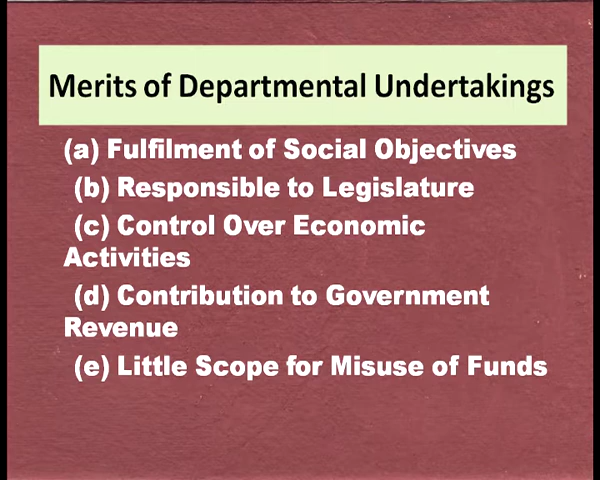 Merits of Departmental Undertakings
(a) Fulfilment of Social Objectives
(b) Responsible to Legislature
(c) Control Over Economic
Activities
(d) Contribution to Government
Revenue
(e) Little Scope for Misuse of Funds